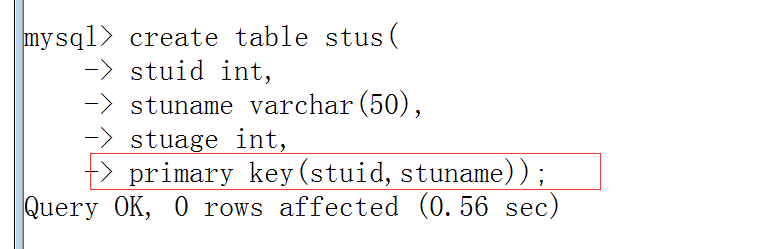 mysql> create table stus(
-> stuid int,
-> stuname varchar(50),
-> stuage int,
-> primary key(stuid,stuname));
Query OK, 0 rows affected (0.56 sec)